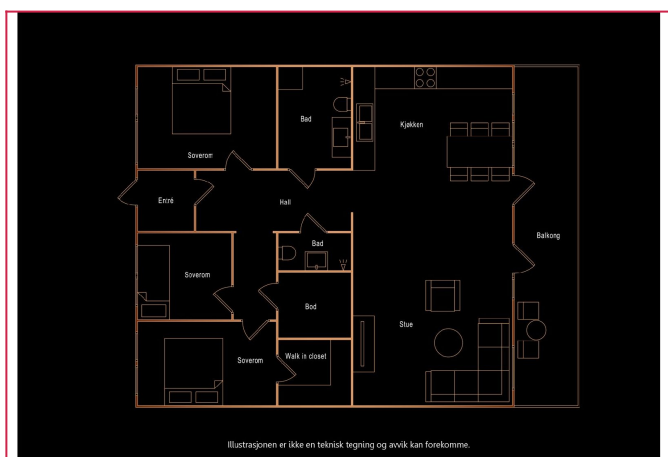 Bad
Kjøkken
Soverom
Entré
Hall
Balkong
Bad
Soverom
Bod
Stue
Soverom
Walk in closet
Illustrasjonen er ikke en teknisk tegning og avvik kan forekomme.